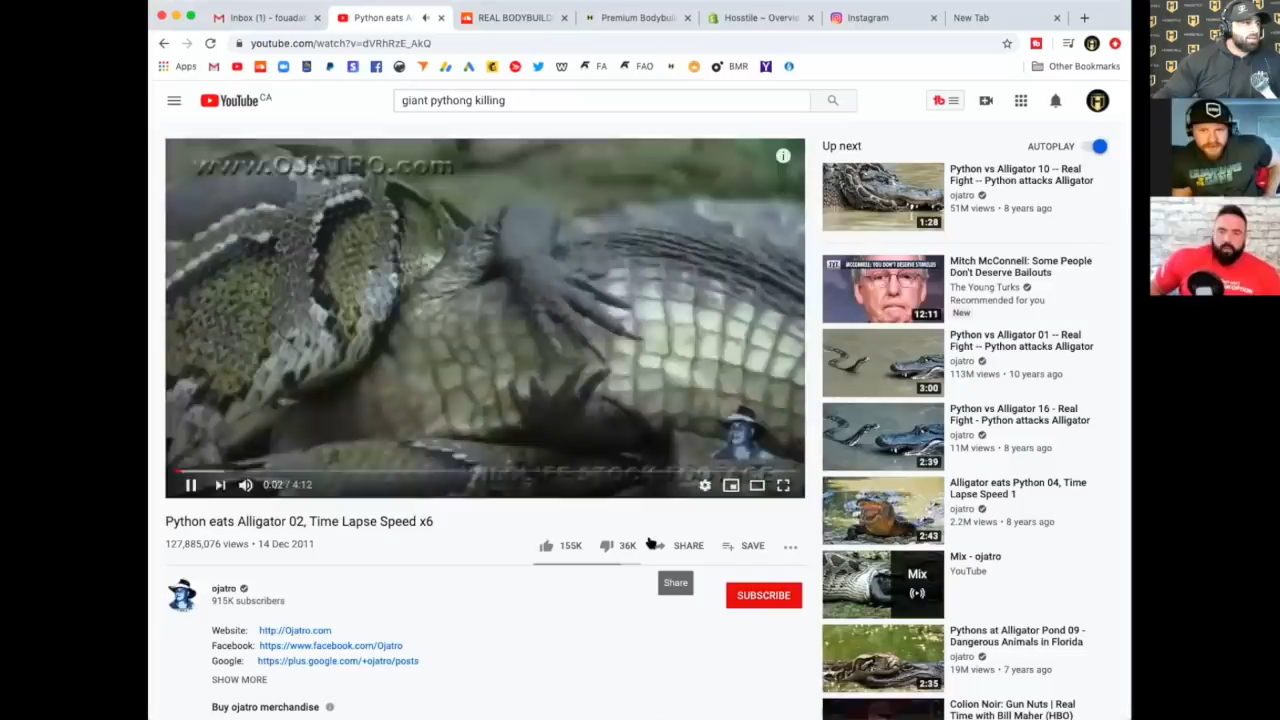 Inbox (1) - fouadal
Python eats A
REAL BODYBUILD
Premium Bodybuil
Hosstile ~ Overvie
Instagram
New Tab
youtube.com/watch?v=dVRhRzE_AkQ
Apps
FA
FAO
BMR
Other Bookmarks
YouTube CA
giant pythong killing
www.OJATRO.com
0:02 / 4:12
Python eats Alligator 02, Time Lapse Speed x6
127,885,076 views • 14 Dec 2011
155K
36K
SHARE
SAVE
Share
ojatro
915K subscribers
SUBSCRIBE
Website: http://Ojatro.com
Facebook: https://www.facebook.com/Ojatro
Google: https://plus.google.com/+ojatro/posts
SHOW MORE
Buy ojatro merchandise
Up next
AUTOPLAY
Python vs Alligator 10 -- Real
Fight -- Python attacks Alligator
ojatro
51M views • 8 years ago
1:28
Mitch McConnell: Some People
Don't Deserve Bailouts
The Young Turks
Recommended for you
New
12:11
Python vs Alligator 01 -- Real
Fight -- Python attacks Alligator
ojatro
113M views • 10 years ago
3:00
Python vs Alligator 16 - Real
Fight - Python attacks Alligator
ojatro
11M views • 8 years ago
2:39
Alligator eats Python 04, Time
Lapse Speed 1
ojatro
2.2M views • 8 years ago
2:43
Mix - ojatro
YouTube
Mix
Pythons at Alligator Pond 09 -
Dangerous Animals in Florida
ojatro
19M views • 7 years ago
2:35
Colion Noir: Gun Nuts | Real
Time with Bill Maher (HBO)